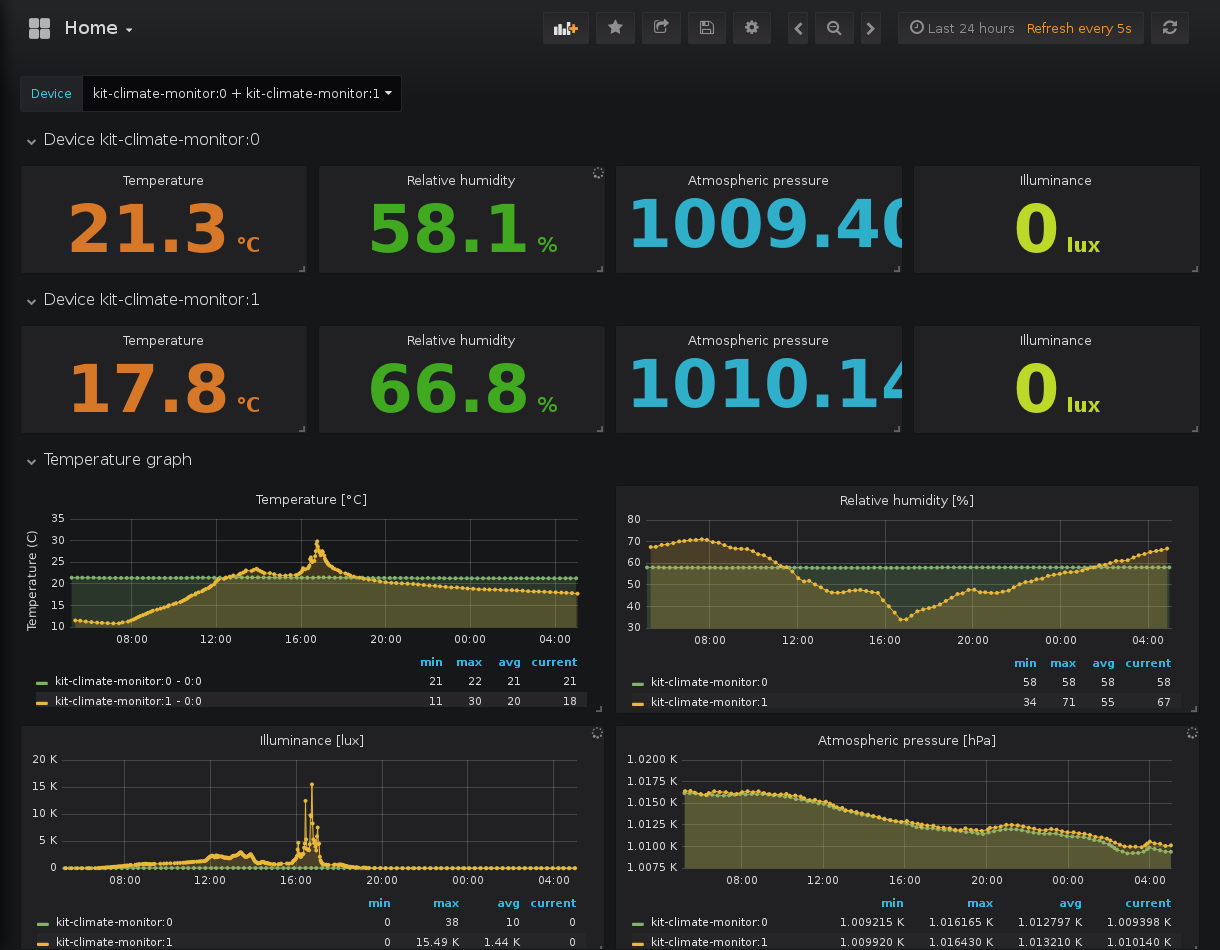 Home
Last 24 hours Refresh every 5s
Device kit-climate-monitor:0 + kit-climate-monitor:1
Device kit-climate-monitor:0
Temperature Relative humidity Atmospheric pressure Illuminance
21.3 °C 58.1 % 1009.40 0 lux
Device kit-climate-monitor:1
Temperature Relative humidity Atmospheric pressure Illuminance
17.8 °C 66.8 % 1010.14 0 lux
Temperature graph
Temperature [°C]
Temperature (C)
35
30
25
20
15
10
08:00 12:00 16:00 20:00 00:00 04:00
min max avg current
kit-climate-monitor:0 - 0:0 21 22 21 21
kit-climate-monitor:1 - 0:0 11 30 20 18
Relative humidity [%]
80
70
60
50
40
30
08:00 12:00 16:00 20:00 00:00 04:00
min max avg current
kit-climate-monitor:0 58 58 58 58
kit-climate-monitor:1 34 71 55 67
Illuminance [lux]
20 K
15 K
10 K
5 K
0
08:00 12:00 16:00 20:00 00:00 04:00
min max avg current
kit-climate-monitor:0 0 38 10 0
kit-climate-monitor:1 0 15.49 K 1.44 K 0
Atmospheric pressure [hPa]
1.0200 K
1.0175 K
1.0150 K
1.0125 K
1.0100 K
1.0075 K
08:00 12:00 16:00 20:00 00:00 04:00
min max avg current
kit-climate-monitor:0 1.009215 K 1.016165 K 1.012797 K 1.009398 K
kit-climate-monitor:1 1.009920 K 1.016430 K 1.013210 K 1.010140 K